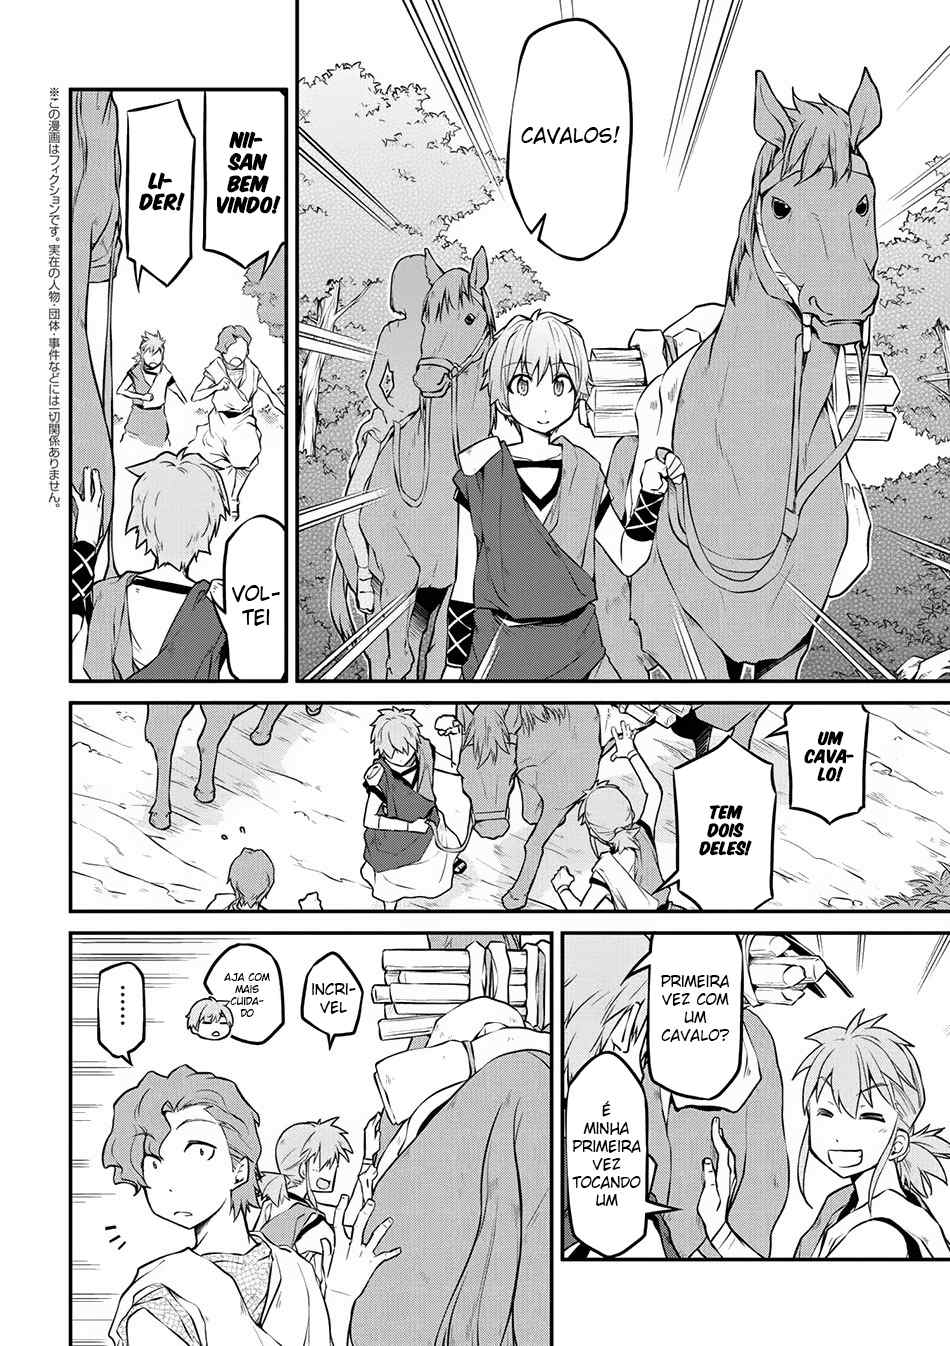 CAVALOS!
NII-
SAN
BEM
VINDO!
LI-
DER!
VOL-
TEI
※この漫画はフィクションです。実在の人物・団体・事件などには一切関係ありません。
UM
CAVA-
LO!
TEM
DOIS
DELES!
PRIMEIRA
VEZ COM
UM
CAVALO?
É
MINHA
PRIMEIRA
VEZ
TOCANDO
UM
INCRI-
VEL
AJA COM
MAIS
CUIDA-
DO
......